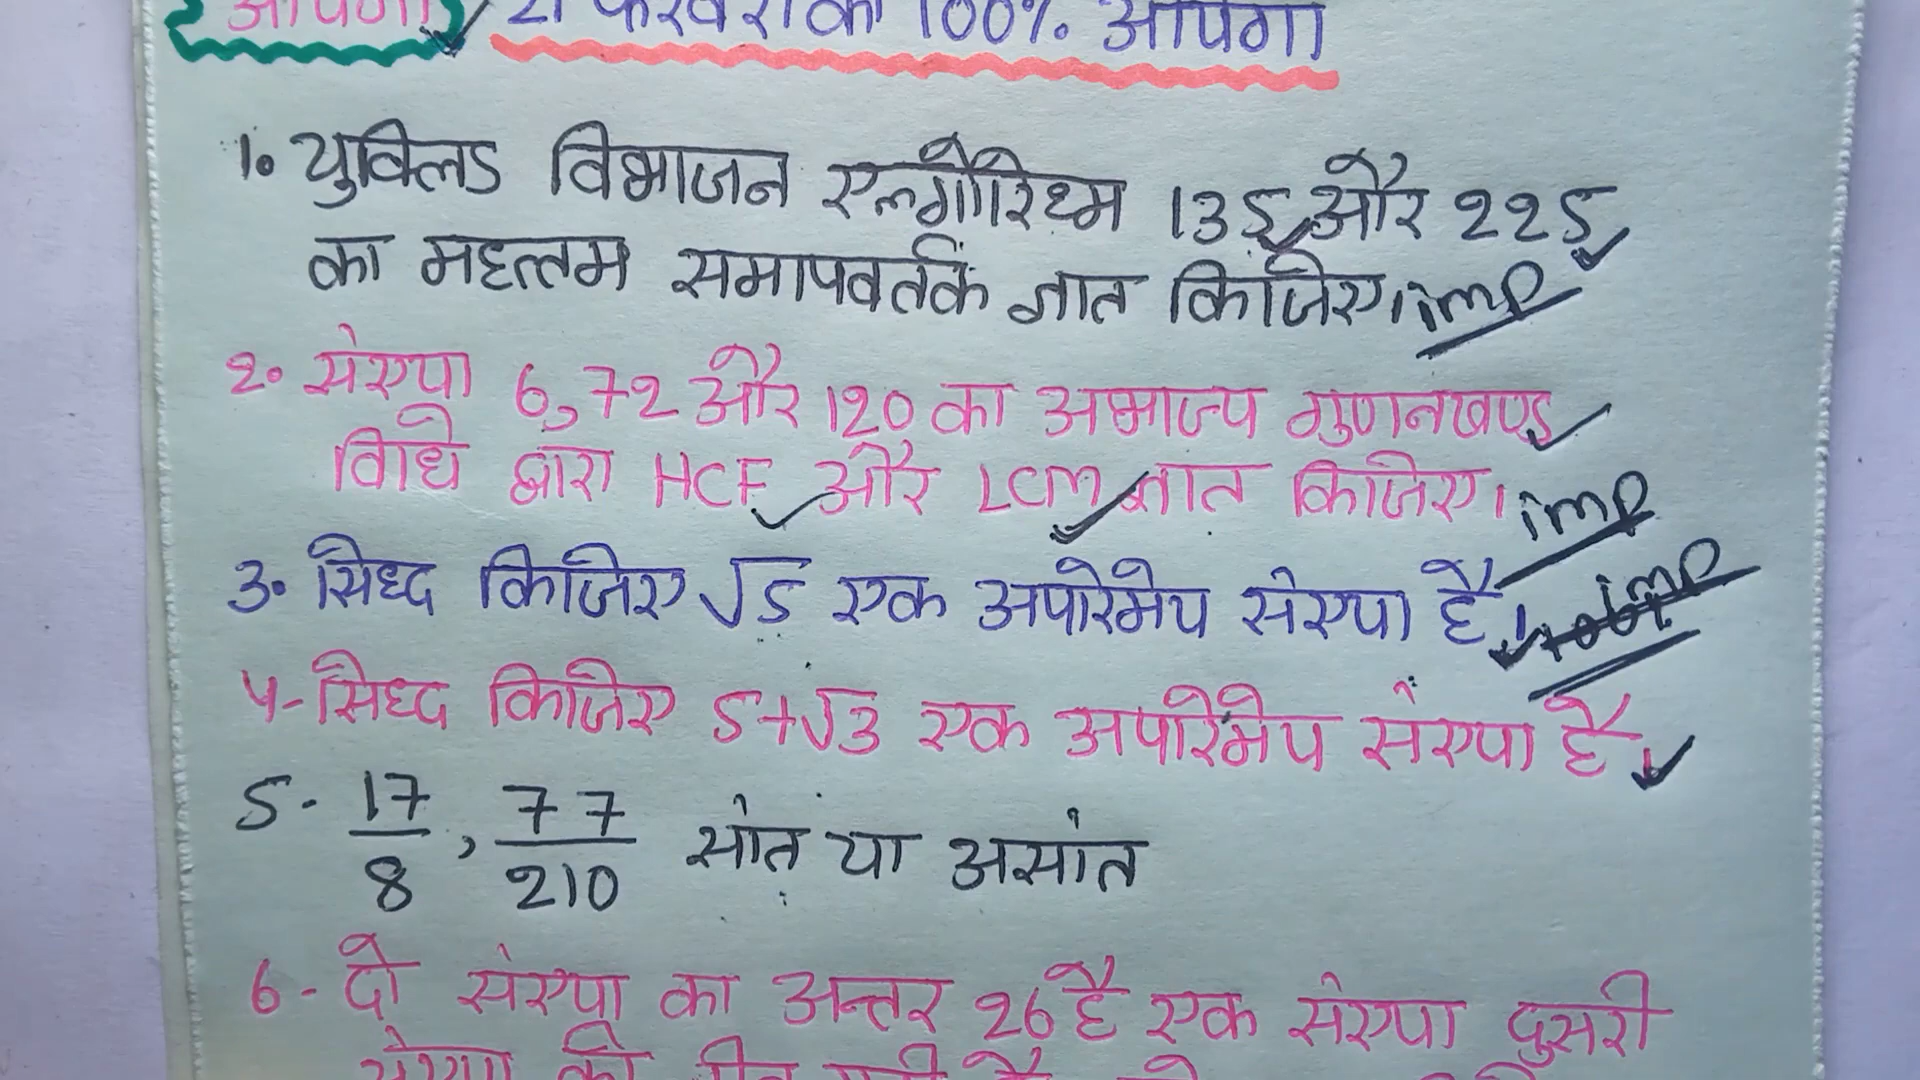 आयेगा 21 फरवरी को 100% आयेगा
1. युक्लिड विभाजन एल्गोरिथ्म 135 और 225
का महत्तम समापवर्तक ज्ञात किजिए। imp
2. संख्या 6, 72 और 120 का अभाज्य गुणनखण्ड
विधि द्वारा HCF और LCM ज्ञात किजिए। imp
3. सिध्द किजिए √5 एक अपरिमेय संख्या है। imp
4- सिध्द किजिए 5+√3 एक अपरिमेय संख्या है।
5. 17/8, 77/210 सांत या असांत
6- दो संख्या का अन्तर 26 है एक संख्या दुसरी
संख्या की तीन गुनी है